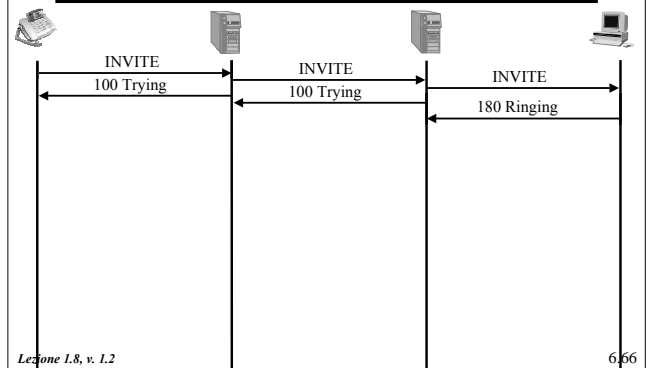 INVITE
INVITE
INVITE
100 Trying
100 Trying
180 Ringing
Lezione 1.8, v. 1.2
6.66